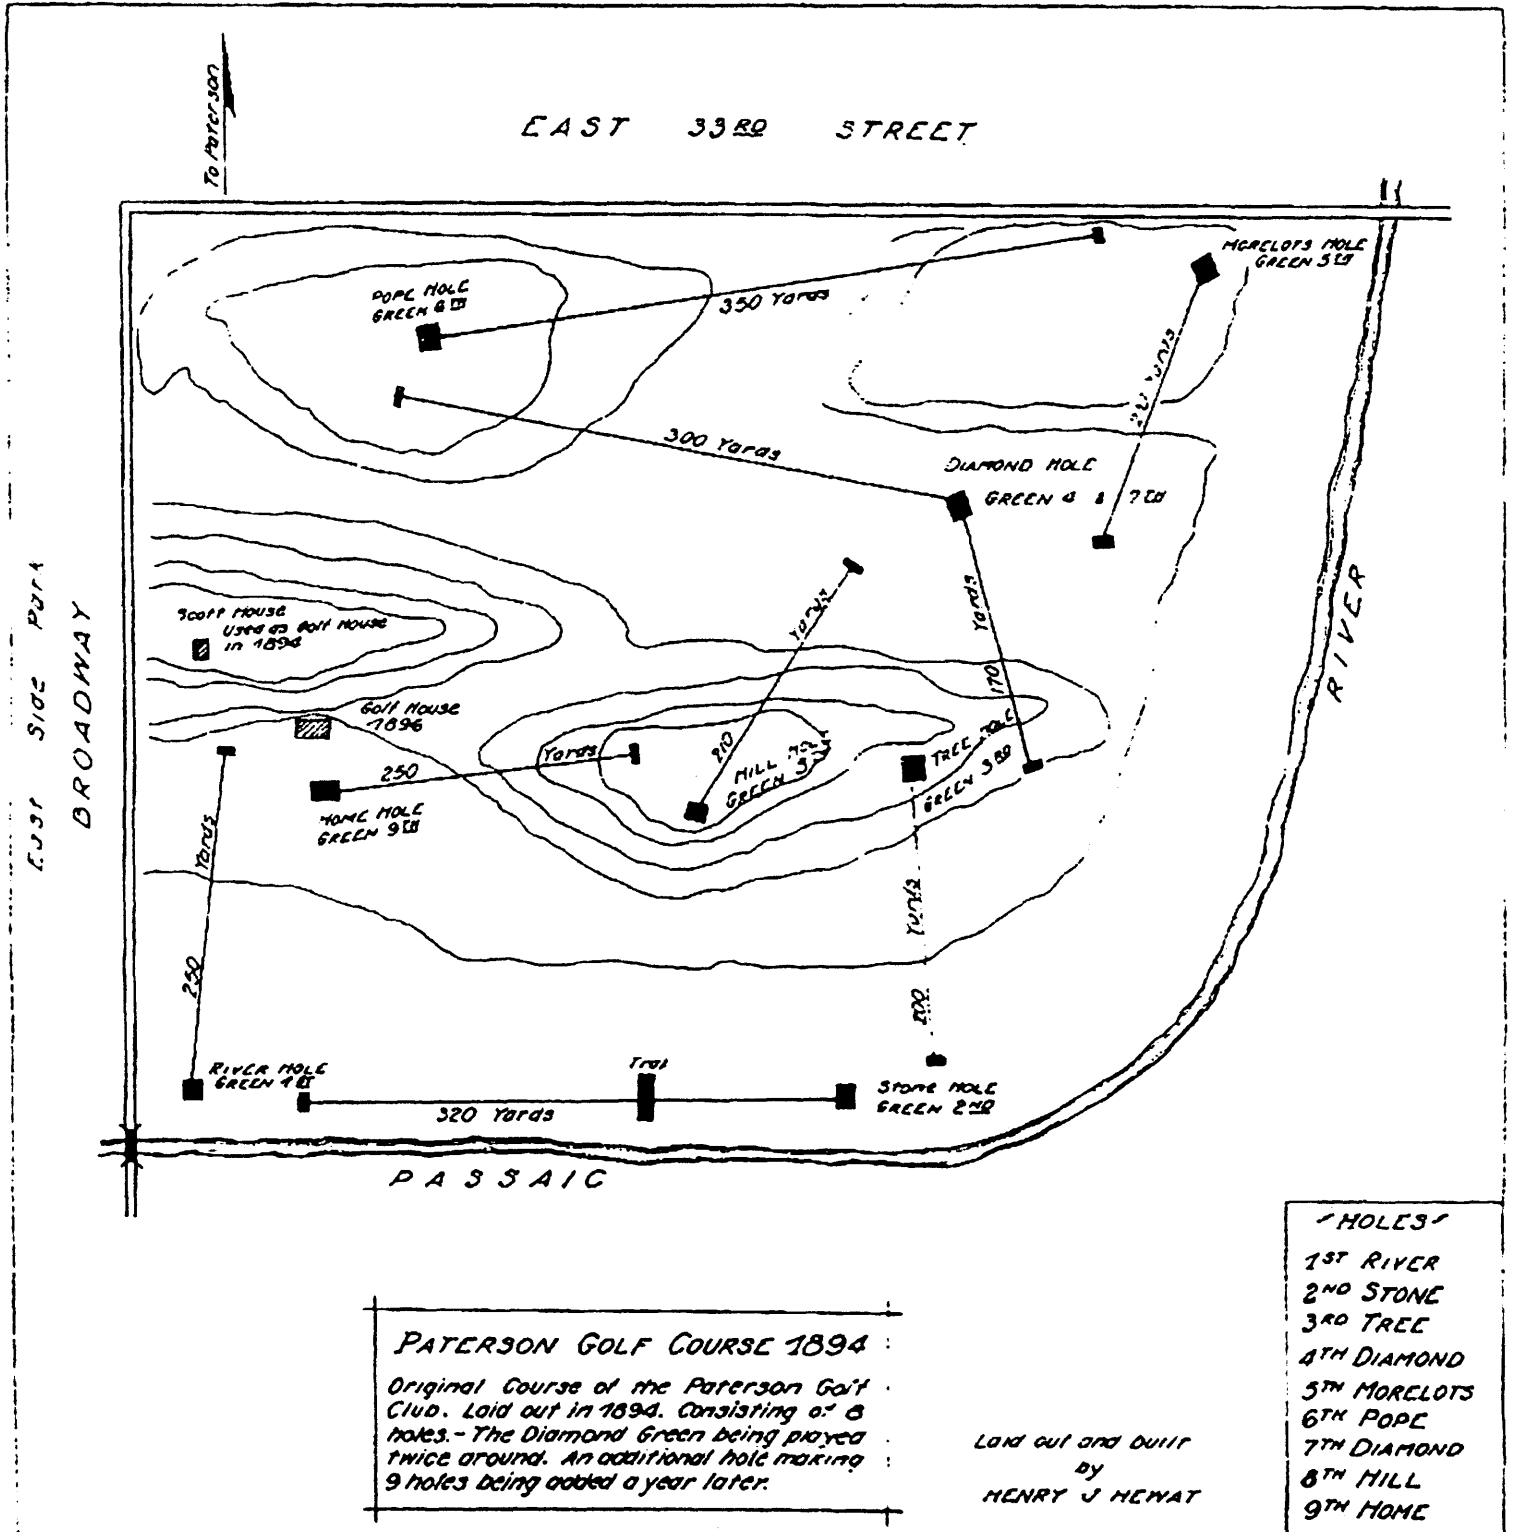 To Paterson
EAST 33RD STREET
MORELOTS HOLE
GREEN 5TH
POPE HOLE
GREEN 6TH
350 Yards
300 Yards
Yards
DIAMOND HOLE
GREEN 4 & 7TH
East Side Park
BROADWAY
RIVER
Scott House
Used as Golf House
in 1894
Yards
210
Yards
170
Golf House
1896
250 Yards
HOME HOLE
GREEN 9TH
HILL
GREEN
TREE HOLE
GREEN 3RD
Yards
250
Yards
200
RIVER HOLE
GREEN 1ST
320 Yards
STONE HOLE
GREEN 2ND
PASSAIC
HOLES
1ST RIVER
2ND STONE
3RD TREE
4TH DIAMOND
5TH MORELOTS
6TH POPE
7TH DIAMOND
8TH HILL
9TH HOME
PATERSON GOLF COURSE 1894
Original Course of the Paterson Golf
Club. Laid out in 1894. Consisting of 8
holes.- The Diamond Green being played
twice around. An additional hole making
9 holes being added a year later.
Laid out and built
by
HENRY J HEWAT